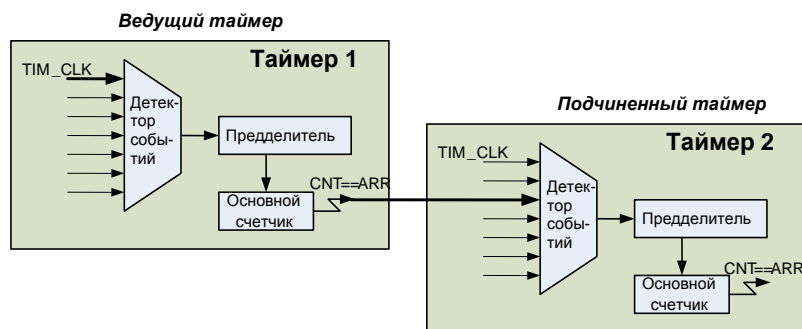 Ведущий таймер
Таймер 1
TIM_CLK
Детек-
тор
собы-
тий
Предделитель
Основной
счетчик
CNT==ARR
Подчиненный таймер
Таймер 2
TIM_CLK
Детек-
тор
собы-
тий
Предделитель
Основной
счетчик
CNT==ARR